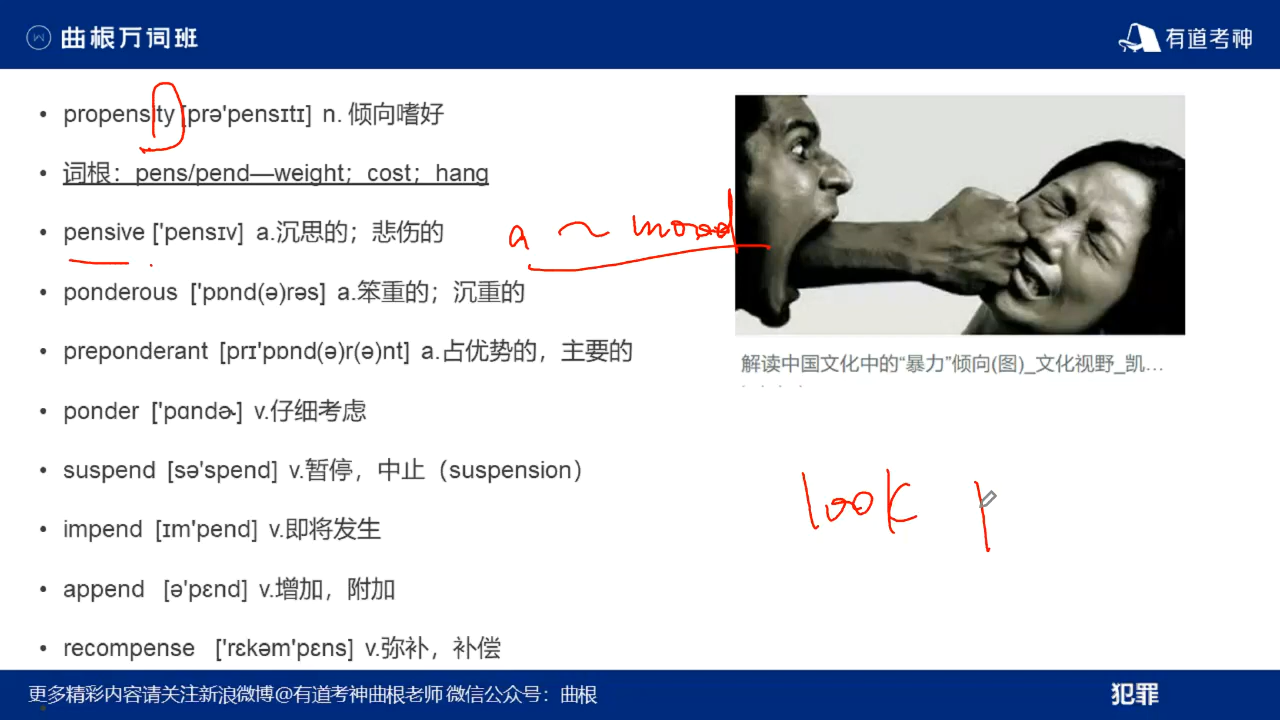 曲根万词班
有道考神
propensity [prə'pensɪtɪ] n. 倾向嗜好
词根：pens/pend—weight；cost；hang
pensive ['pensɪv] a.沉思的；悲伤的
a ~ mood
ponderous ['pɒnd(ə)rəs] a.笨重的；沉重的
preponderant [prɪ'pɒnd(ə)r(ə)nt] a.占优势的，主要的
ponder ['pɑndɚ] v.仔细考虑
suspend [sə'spend] v.暂停，中止（suspension）
impend [ɪm'pend] v.即将发生
append [ə'pɛnd] v.增加，附加
recompense ['rɛkəm'pɛns] v.弥补，补偿
解读中国文化中的“暴力”倾向(图)_文化视野_凯...
look p
更多精彩内容请关注新浪微博@有道考神曲根老师 微信公众号：曲根
犯罪